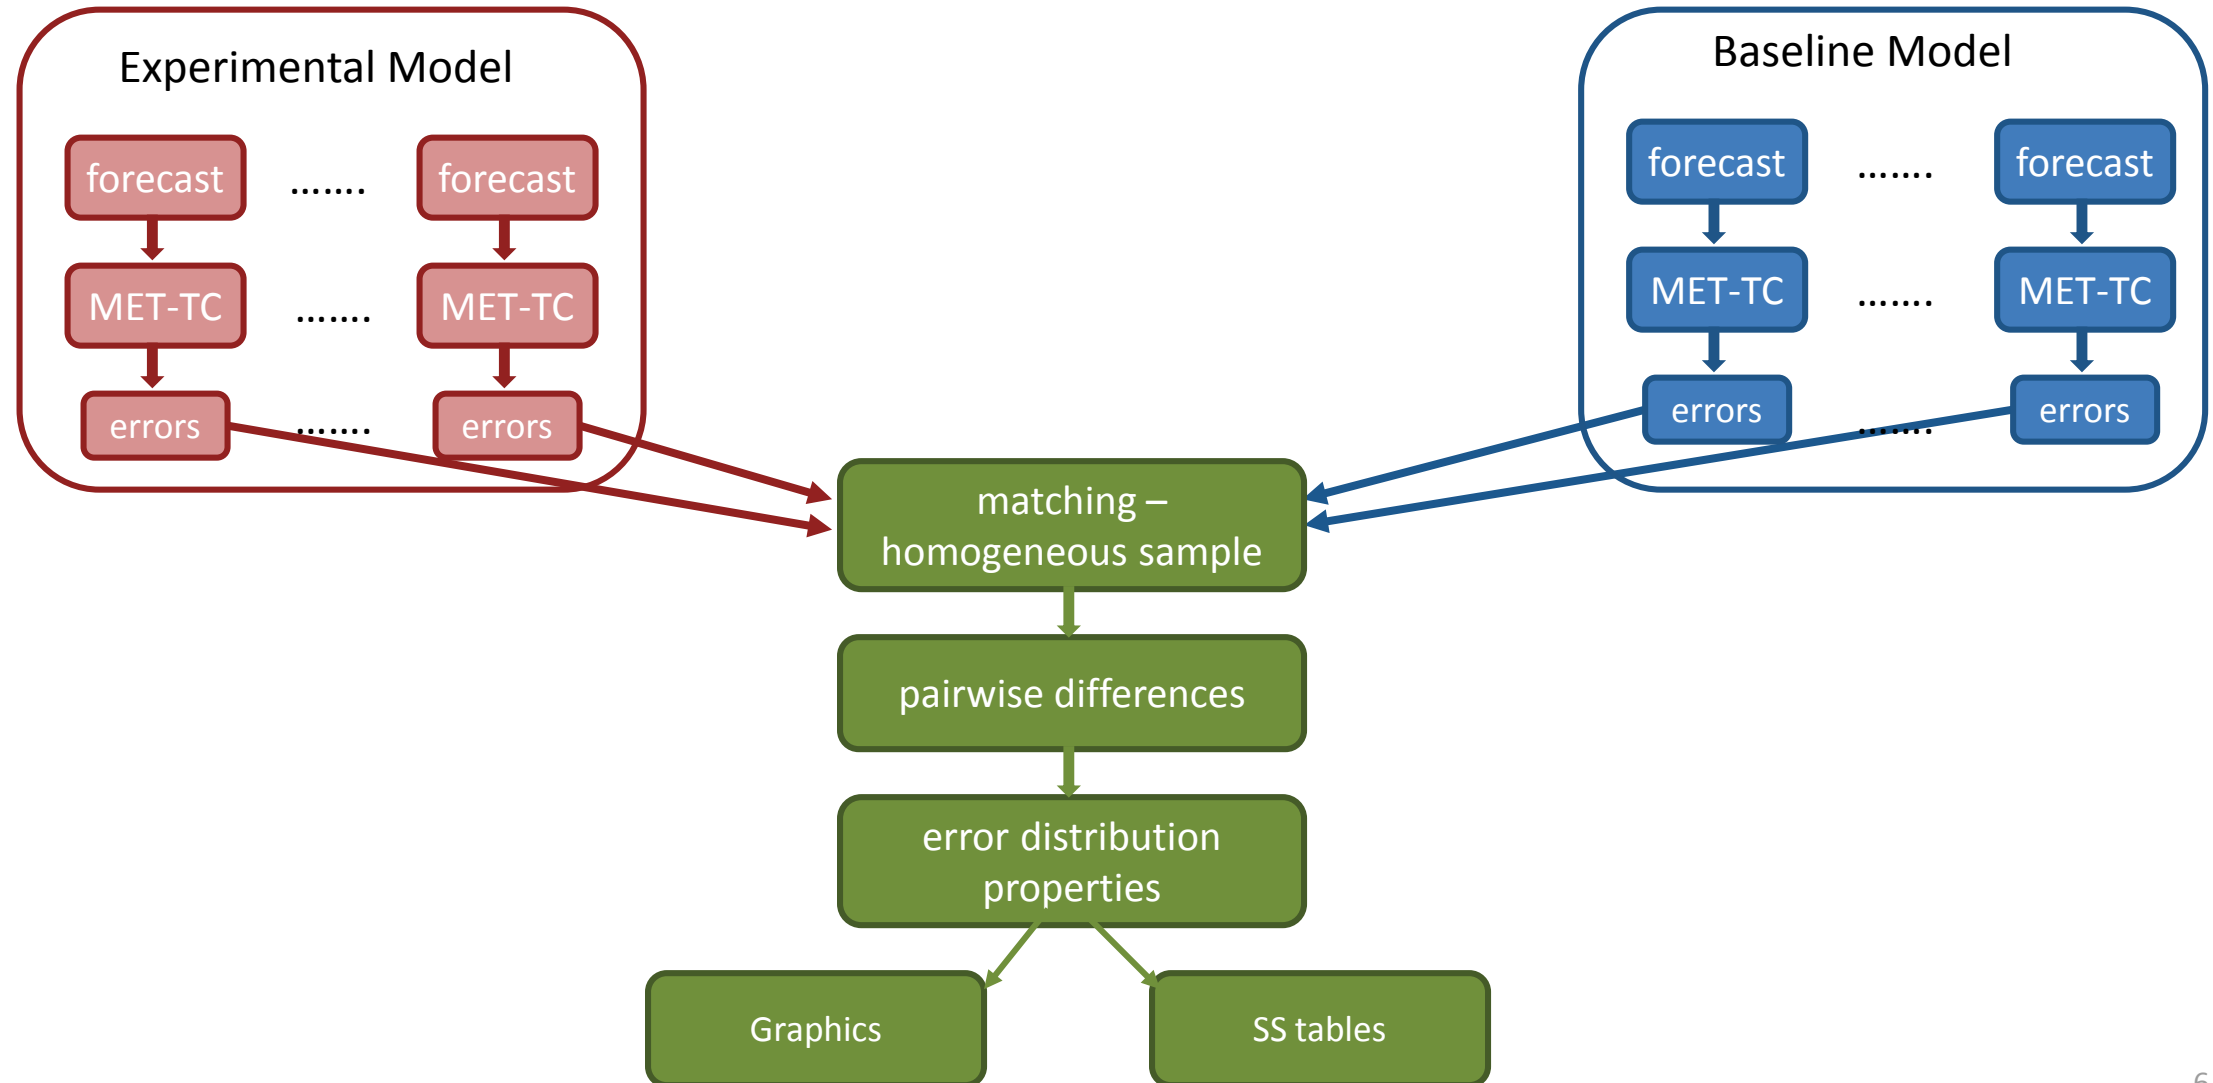 Experimental Model
forecast ....... forecast
MET-TC ....... MET-TC
errors ....... errors
Baseline Model
forecast ....... forecast
MET-TC ....... MET-TC
errors ....... errors
matching –
homogeneous sample
pairwise differences
error distribution
properties
Graphics
SS tables
6